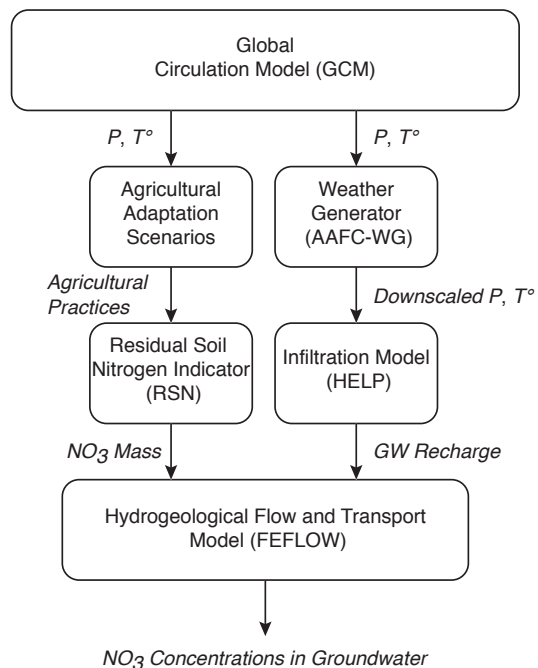 Global
Circulation Model (GCM)
P, T°
P, T°
Agricultural
Adaptation
Scenarios
Weather
Generator
(AAFC-WG)
Agricultural
Practices
Downscaled P, T°
Residual Soil
Nitrogen Indicator
(RSN)
Infiltration Model
(HELP)
NO3 Mass
GW Recharge
Hydrogeological Flow and Transport
Model (FEFLOW)
NO3 Concentrations in Groundwater